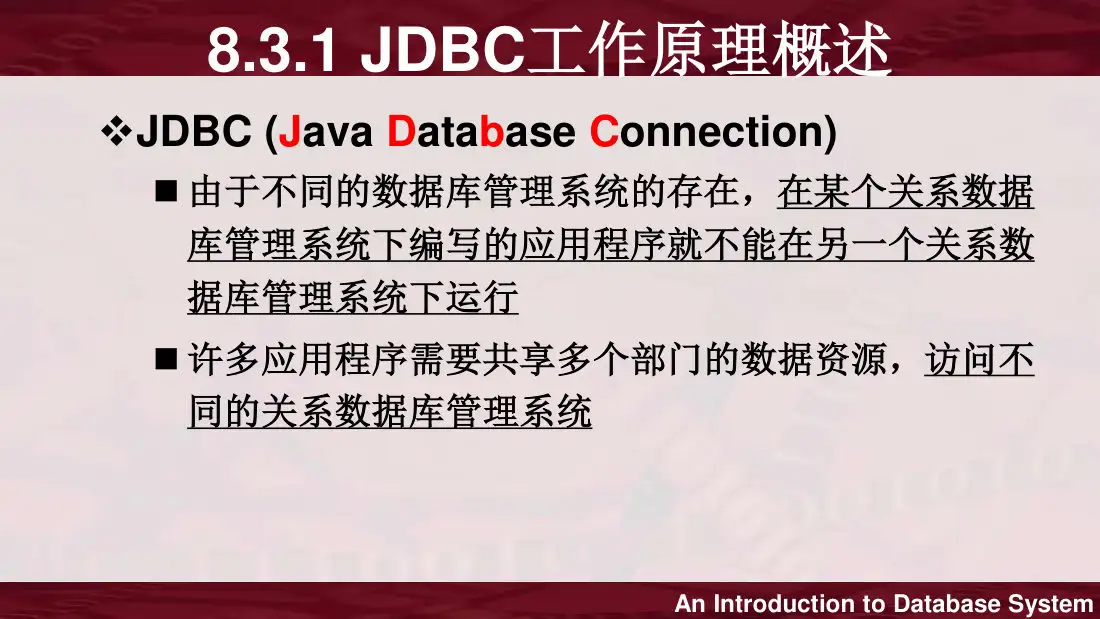 8.3.1 JDBC工作原理概述
❖JDBC (Java Database Connection)
■ 由于不同的数据库管理系统的存在，在某个关系数据
库管理系统下编写的应用程序就不能在另一个关系数
据库管理系统下运行
■ 许多应用程序需要共享多个部门的数据资源，访问不
同的关系数据库管理系统
An Introduction to Database System